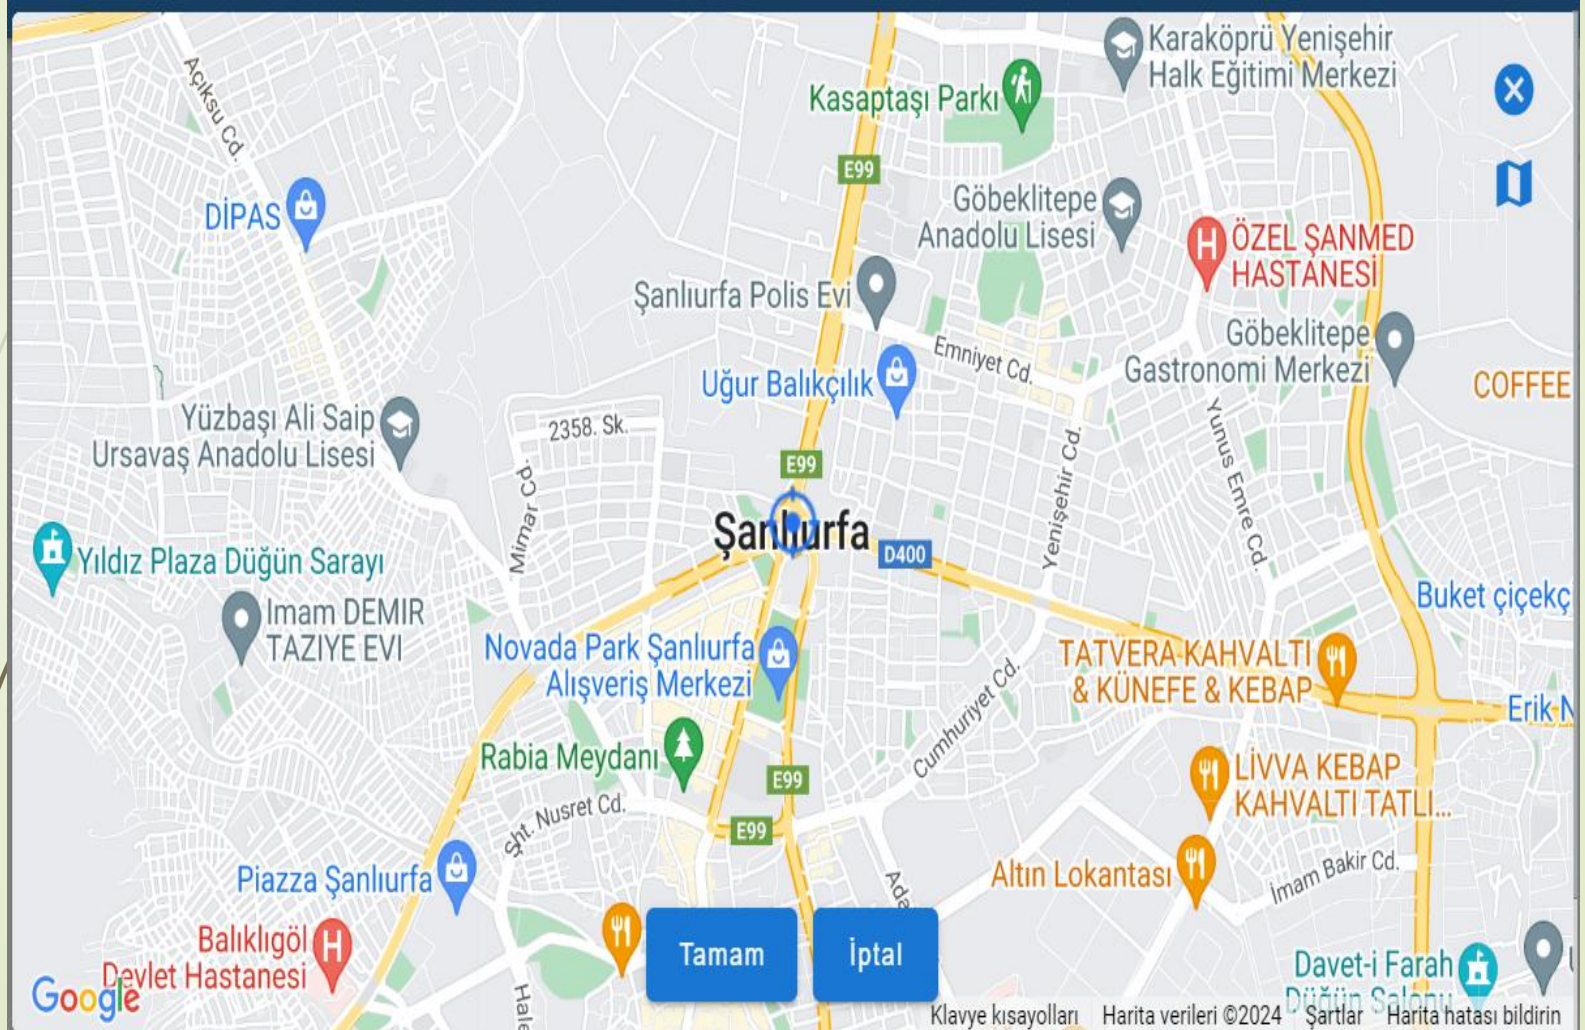 Karaköprü Yenişehir
Halk Eğitimi Merkezi
Açıksu Cd.
Kasaptaşı Parkı
E99
DİPAS
Göbeklitepe
Anadolu Lisesi
ÖZEL ŞANMED
HASTANESİ
Şanlıurfa Polis Evi
Göbeklitepe
Gastronomi Merkezi
Emniyet Cd.
Uğur Balıkçılık
COFFEE
Yüzbaşı Ali Saip
Ursavaş Anadolu Lisesi
2358. Sk.
Yunus Emre Cd.
Yenişehir Cd.
E99
Mimar Cd.
Şanlıurfa
D400
Yıldız Plaza Düğün Sarayı
Imam DEMIR
TAZIYE EVI
Buket çiçekç
Novada Park Şanlıurfa
Alışveriş Merkezi
TATVERA KAHVALTI
& KÜNEFE & KEBAP
Cumhuriyet Cd.
Erik N
Rabia Meydanı
E99
LİVVA KEBAP
KAHVALTI TATLI...
Şht. Nusret Cd.
E99
Piazza Şanlıurfa
Altın Lokantası
İmam Bakir Cd.
Ada
Balıklıgöl
Devlet Hastanesi
Tamam
İptal
Davet-i Farah
Düğün Salonu
Hale
Google
Klavye kısayolları
Harita verileri ©2024
Şartlar
Harita hatası bildirin